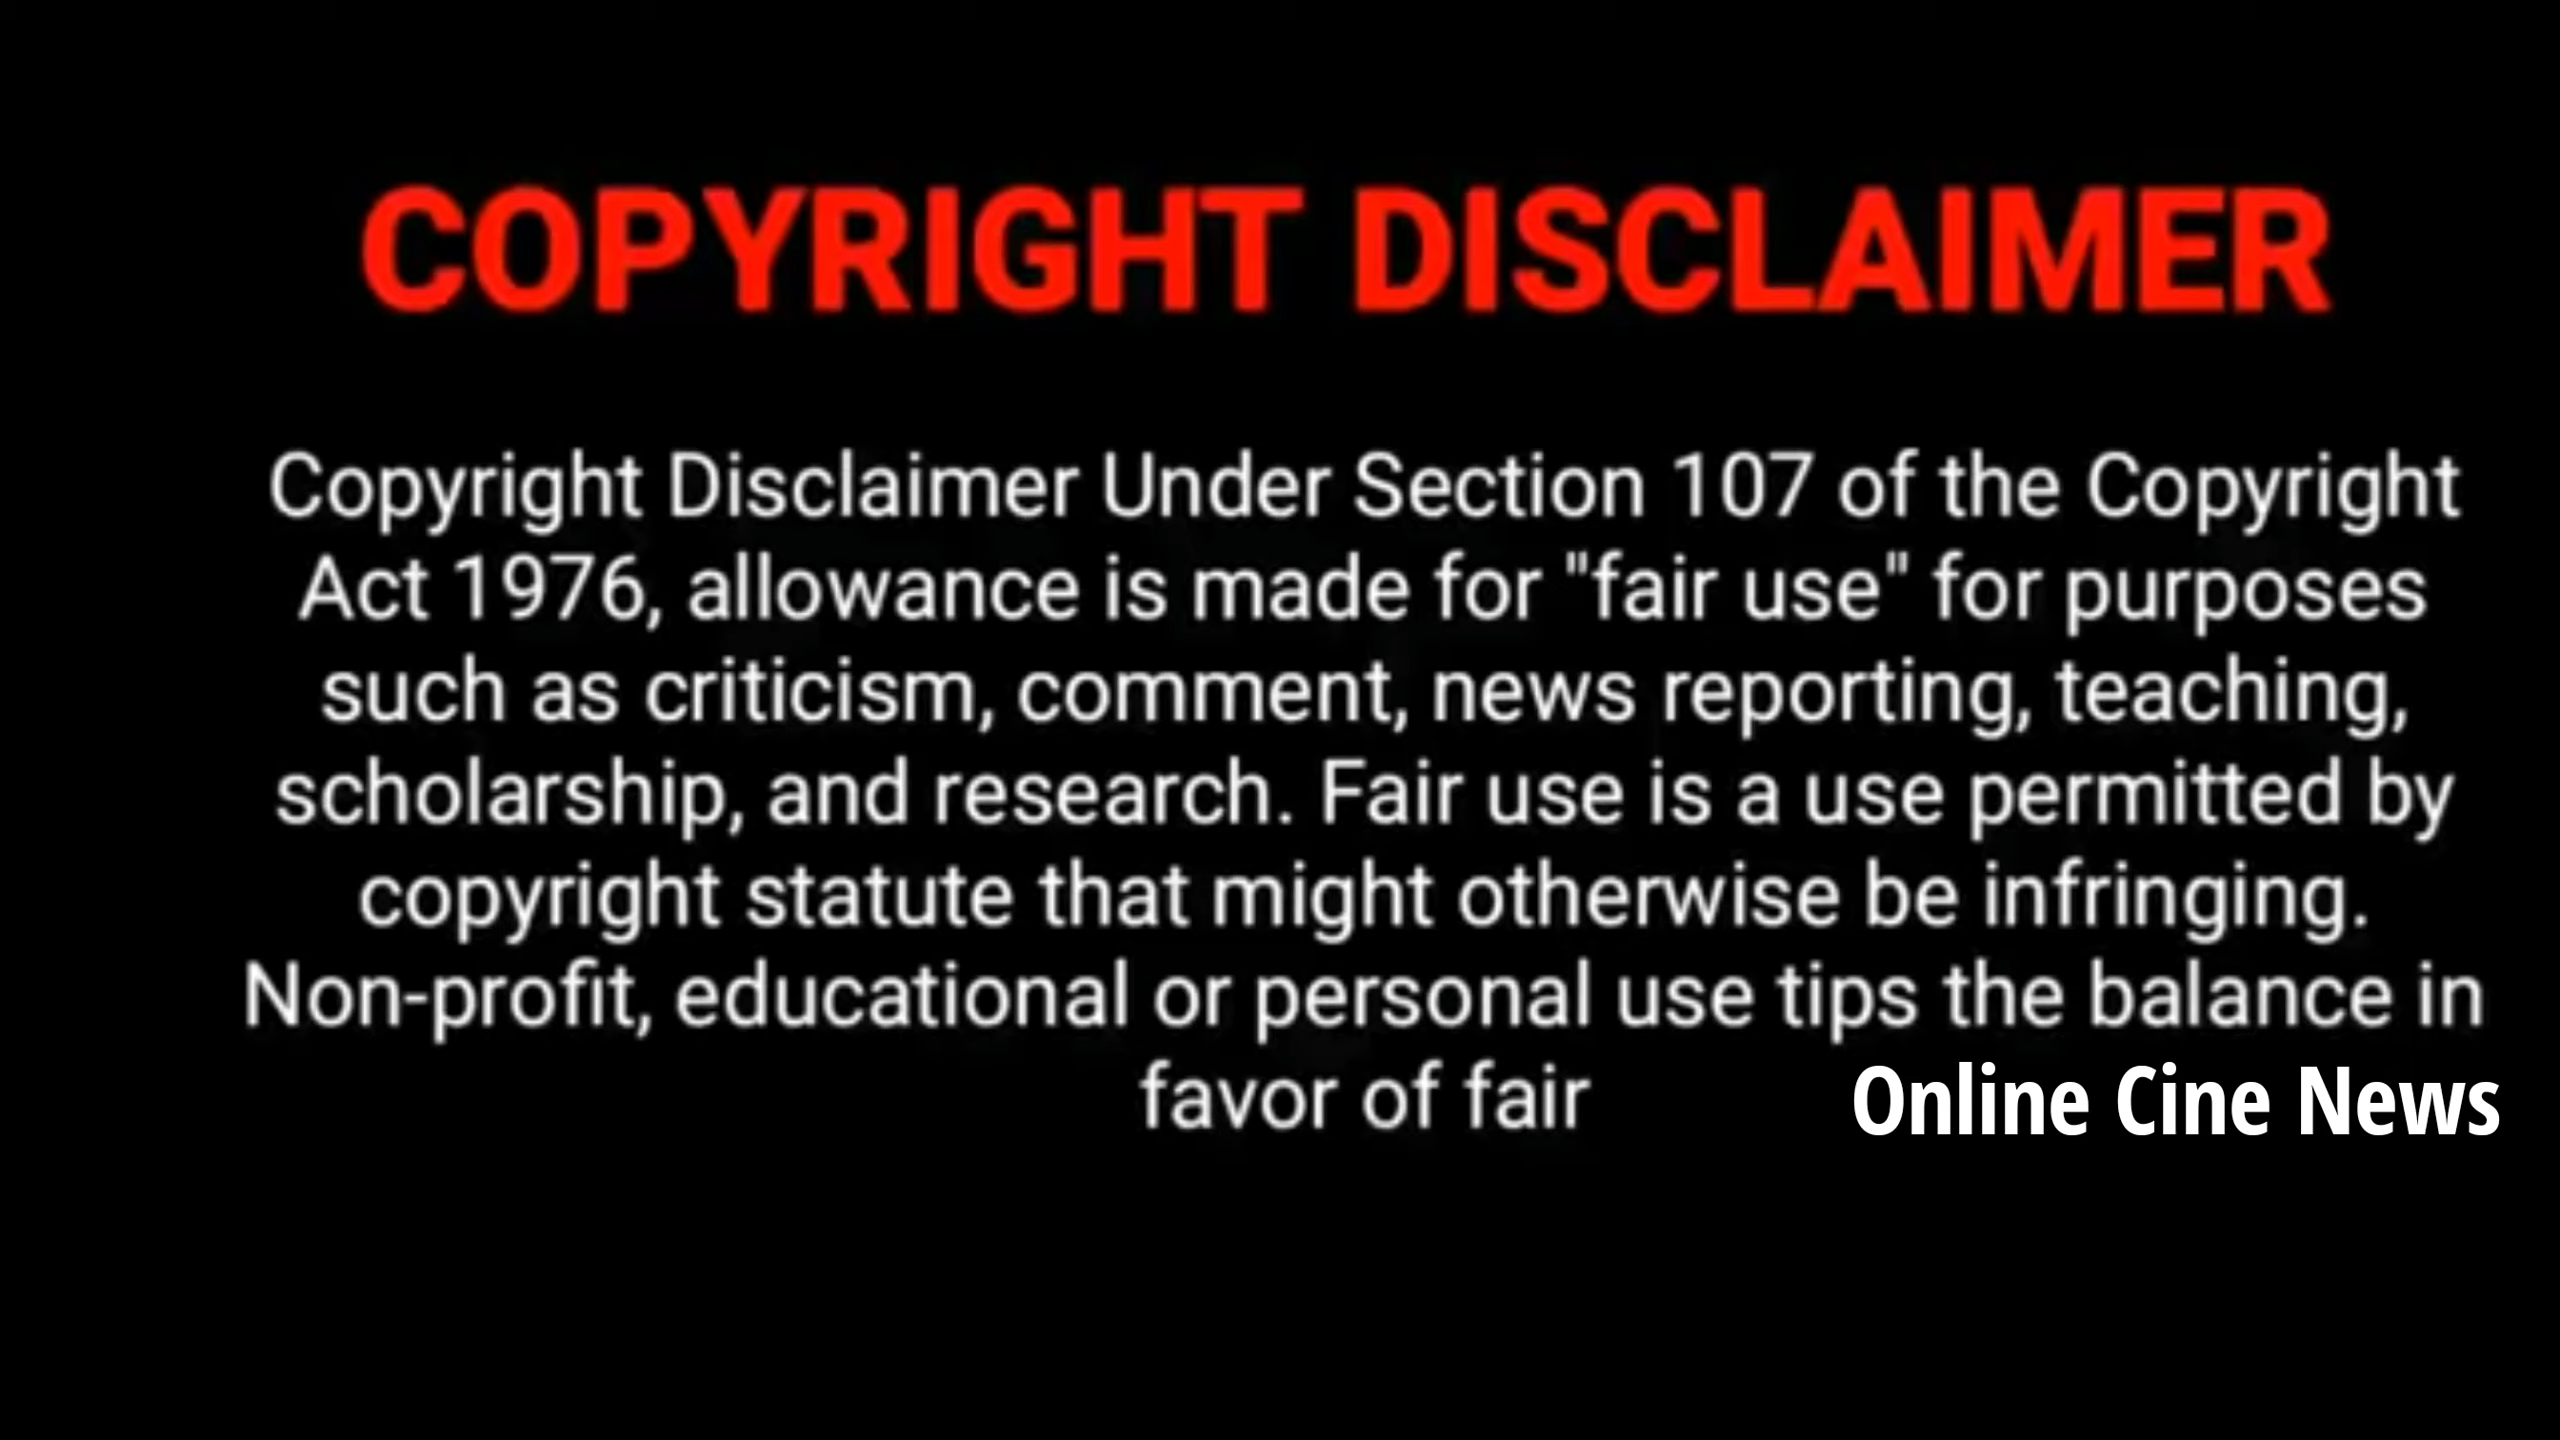 COPYRIGHT DISCLAIMER
Copyright Disclaimer Under Section 107 of the Copyright
Act 1976, allowance is made for "fair use" for purposes
such as criticism, comment, news reporting, teaching,
scholarship, and research. Fair use is a use permitted by
copyright statute that might otherwise be infringing.
Non-profit, educational or personal use tips the balance in
favor of fair
Online Cine News